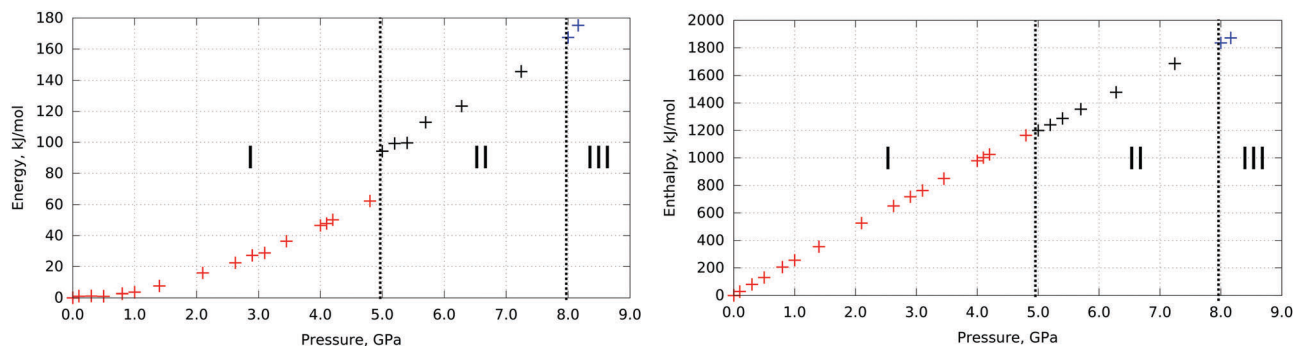 180
160
140
120
100
80
60
40
20
0
Energy, kJ/mol
I
II
III
0.0 1.0 2.0 3.0 4.0 5.0 6.0 7.0 8.0 9.0
Pressure, GPa
2000
1800
1600
1400
1200
1000
800
600
400
200
0
Enthalpy, kJ/mol
I
II
III
0.0 1.0 2.0 3.0 4.0 5.0 6.0 7.0 8.0 9.0
Pressure, GPa